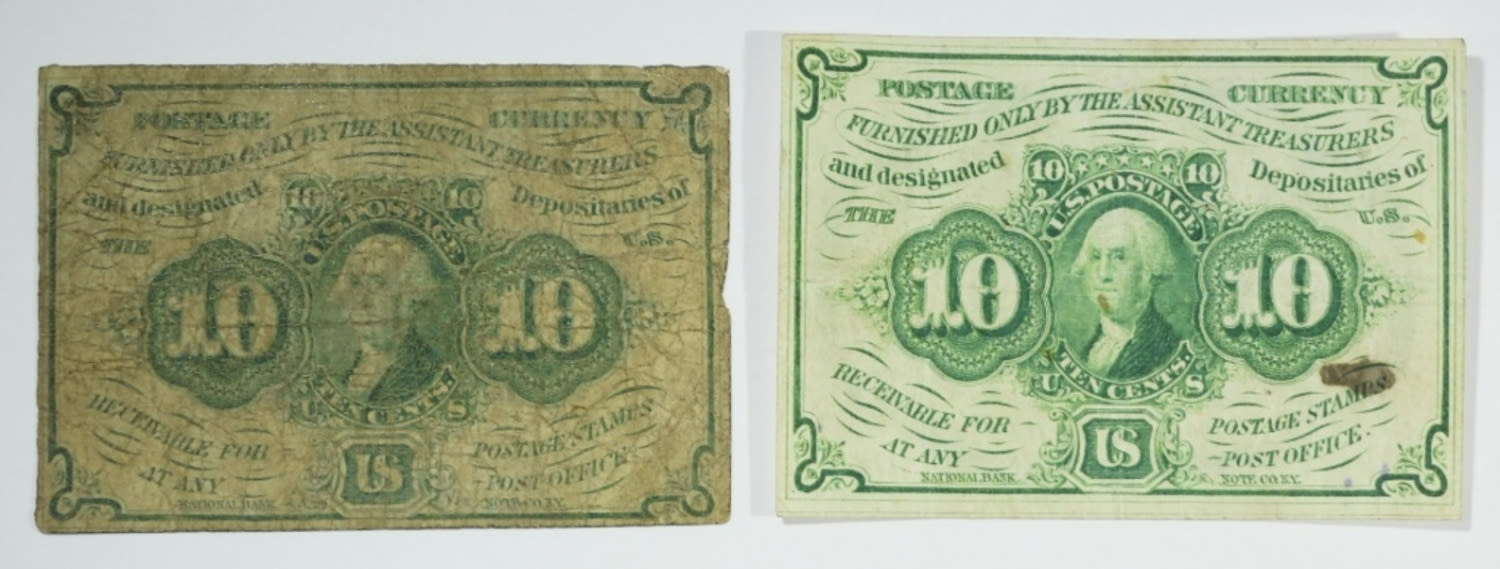 POSTAGE CURRENCY
FURNISHED ONLY BY THE ASSISTANT TREASURERS
and designated Depositaries of
THE U.S.
10 10
U.S. POSTAGE
10 10
TEN CENTS.
U S
RECEIVABLE FOR POSTAGE STAMPS
AT ANY POST OFFICE
US
NATIONAL BANK NOTE CO. N.Y.
POSTAGE CURRENCY
FURNISHED ONLY BY THE ASSISTANT TREASURERS
and designated Depositaries of
THE U.S.
10 10
U.S. POSTAGE
10 10
TEN CENTS.
U S
RECEIVABLE FOR POSTAGE STAMPS
AT ANY POST OFFICE.
US
NATIONAL BANK NOTE CO. N.Y.